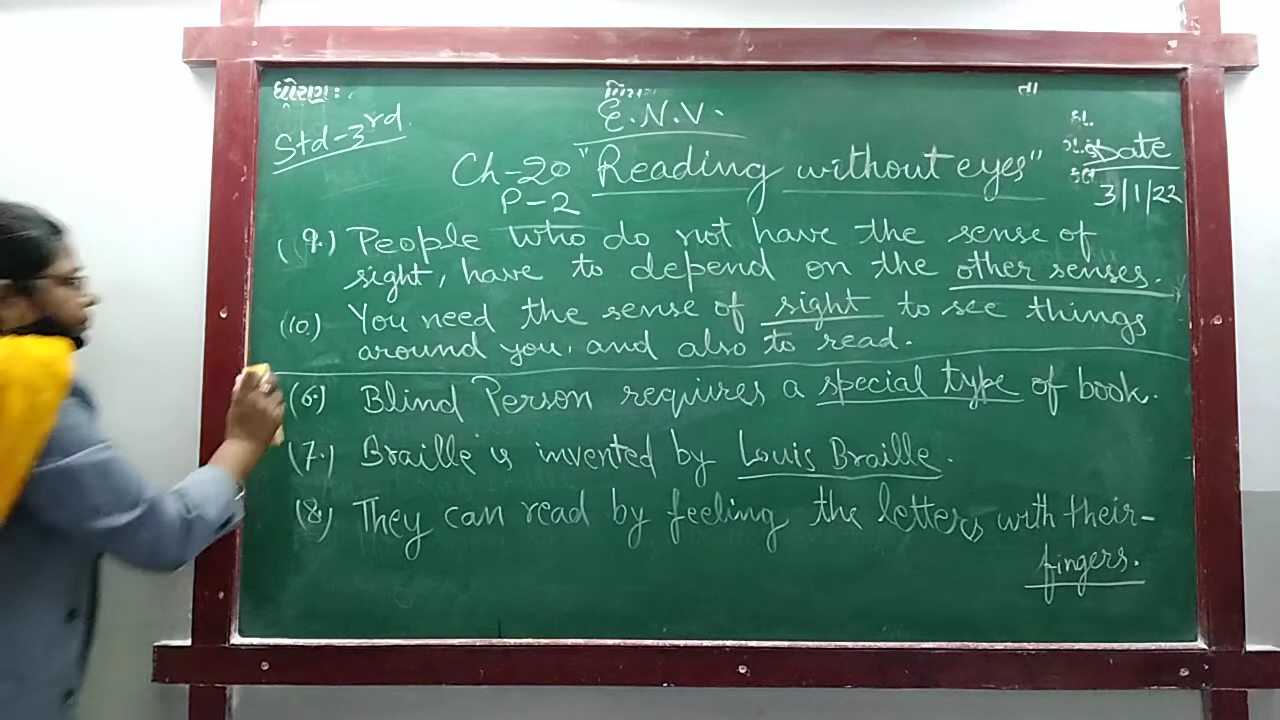 ધોરણ :
Std-3rd.
E.N.V.
તા
Ch-20 "Reading without eyes"
Date
3/1/22
P-2
(9.) People who do not have the sense of
sight, have to depend on the other senses.
(10.) You need the sense of sight to see things
around you, and also to read.
(6.) Blind Person requires a special type of book.
(7.) Braille is invented by Louis Braille.
(8.) They can read by feeling the letters with their-
fingers.